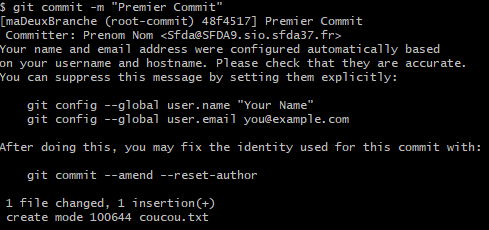 $ git commit -m "Premier Commit"
[maDeuxBranche (root-commit) 48f4517] Premier Commit
Committer: Prenom Nom <Sfda@SFDA9.sio.sfda37.fr>
Your name and email address were configured automatically based
on your username and hostname. Please check that they are accurate.
You can suppress this message by setting them explicitly:
git config --global user.name "Your Name"
git config --global user.email you@example.com
After doing this, you may fix the identity used for this commit with:
git commit --amend --reset-author
1 file changed, 1 insertion(+)
create mode 100644 coucou.txt